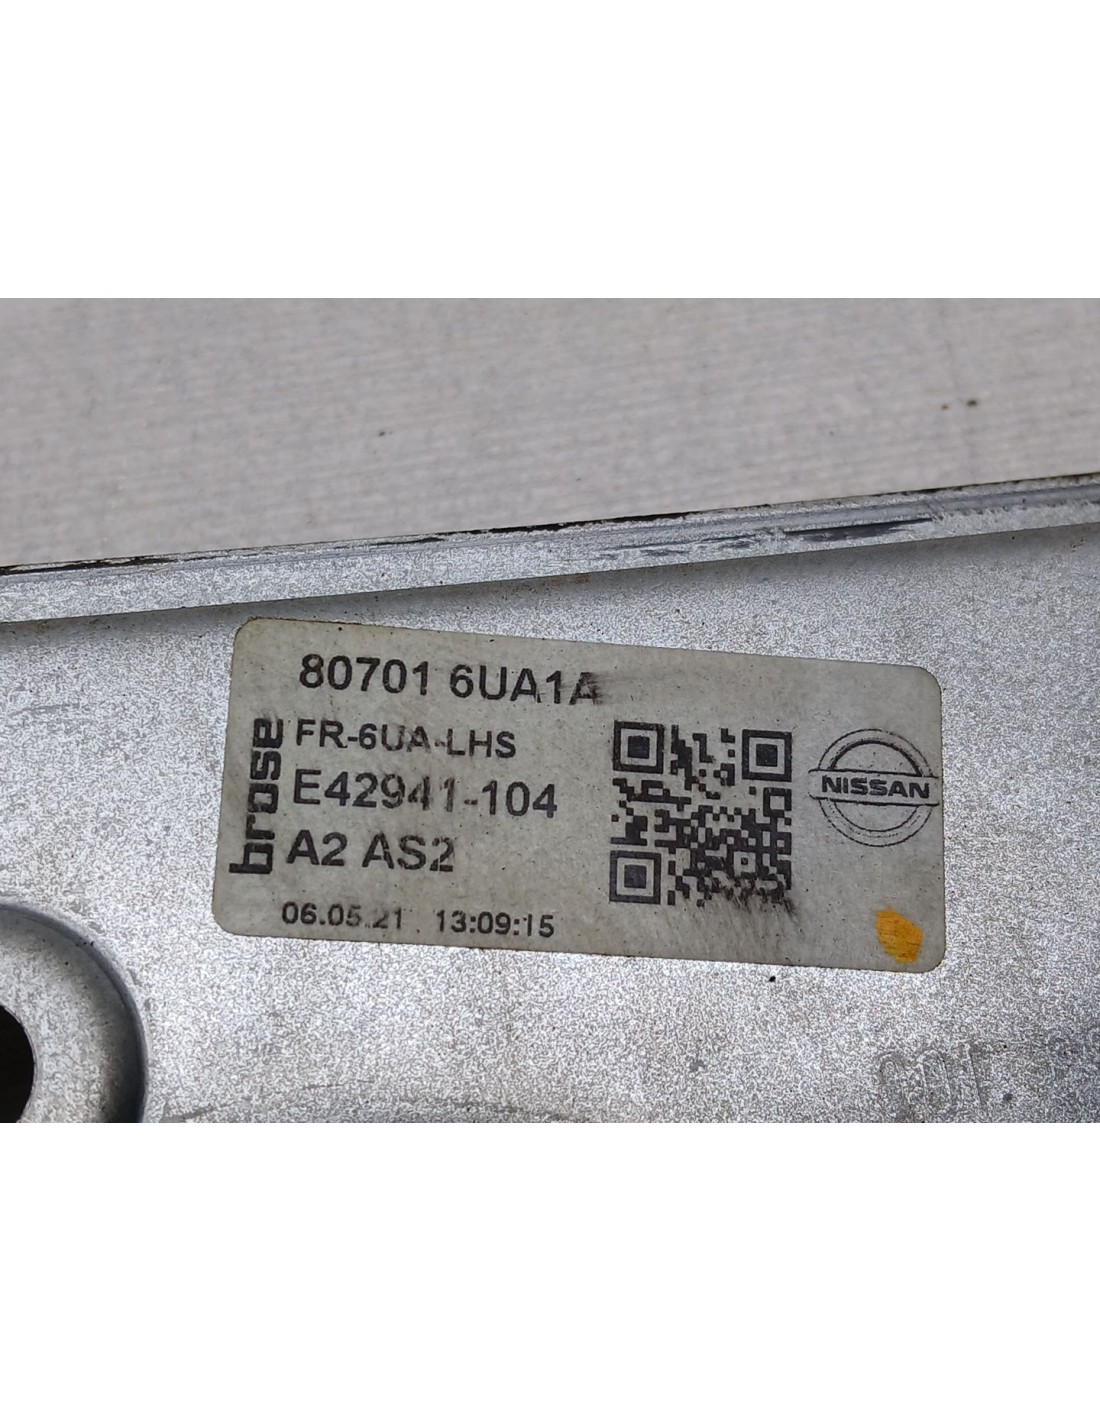 80701 6UA1A
brose
FR-6UA-LHS
E42941-104
A2 AS2
06.05.21 13:09:15
NISSAN